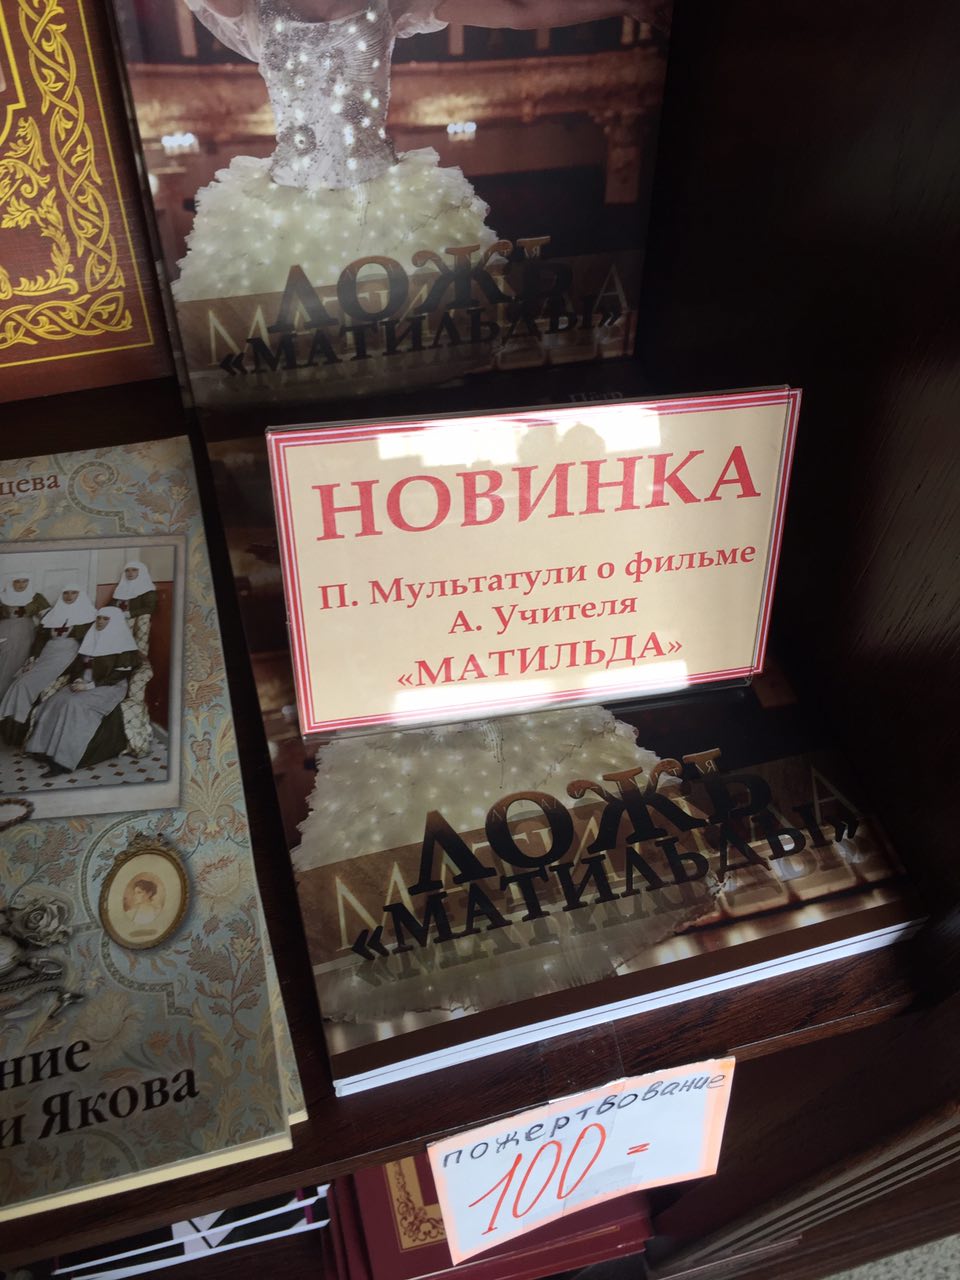 ЛОЖЬ
«МАТИЛЬДЫ»
НОВИНКА
П. Мультатули о фильме
А. Учителя
«МАТИЛЬДА»
цева
ЛОЖЬ
«МАТИЛЬДЫ»
ние
и Якова
пожертвование
100=